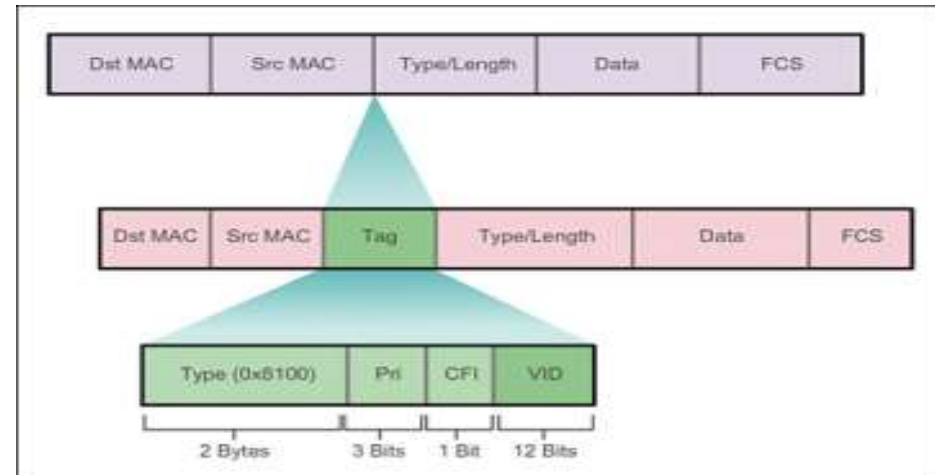 Dst MAC Src MAC Type/Length Data FCS
Dst MAC Src MAC Tag Type/Length Data FCS
Type (0x8100) Pri CFI VID
2 Bytes 3 Bits 1 Bit 12 Bits